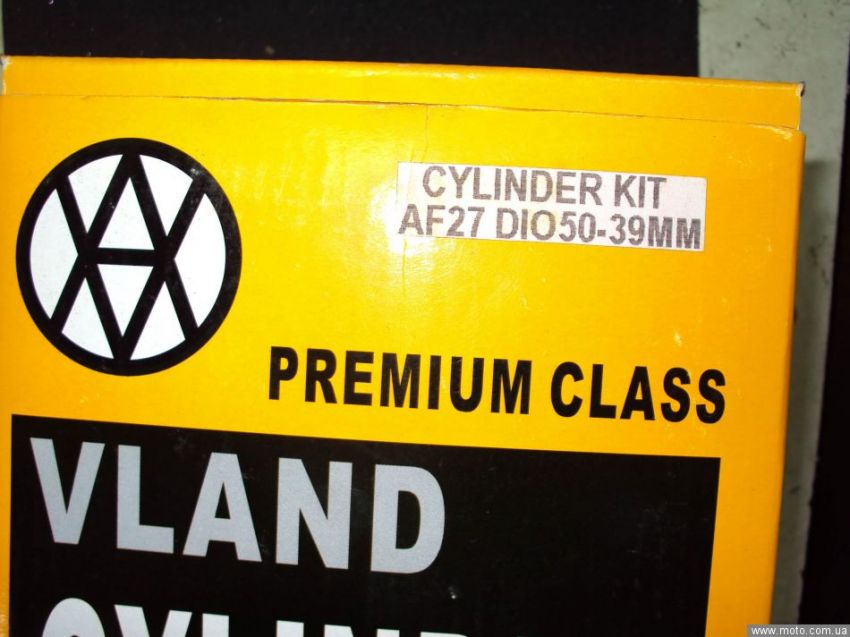 CYLINDER KIT
AF27 DIO50-39MM
PREMIUM CLASS
VLAND
www.moto.com.ua